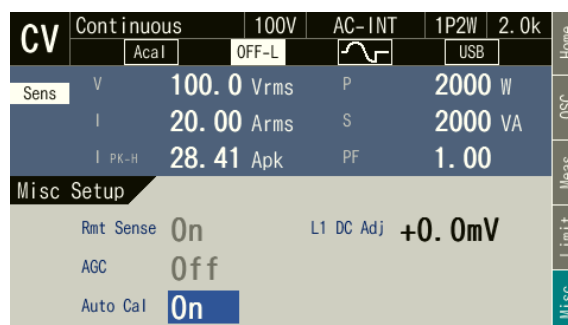 CV Continuous 100V AC-INT 1P2W 2.0k
Acal OFF-L USB
Sens V 100.0 Vrms P 2000 W
I 20.00 Arms S 2000 VA
I PK-H 28.41 Apk PF 1.00
Misc Setup
Rmt Sense On L1 DC Adj +0.0mV
AGC Off
Auto Cal On
Home
OSC
Meas
Limit
Misc